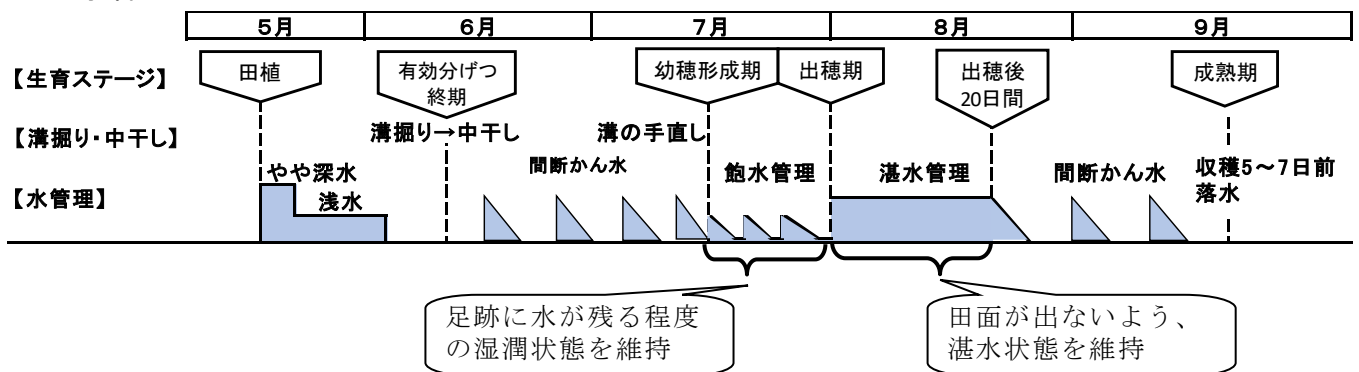 5月 6月 7月 8月 9月
【生育ステージ】
田植
有効分げつ
終期
幼穂形成期
出穂期
出穂後
20日間
成熟期
【溝掘り・中干し】
溝掘り→中干し
溝の手直し
【水管理】
やや深水
浅水
間断かん水
飽水管理
湛水管理
間断かん水
収穫5~7日前
落水
足跡に水が残る程度
の湿潤状態を維持
田面が出ないよう、
湛水状態を維持